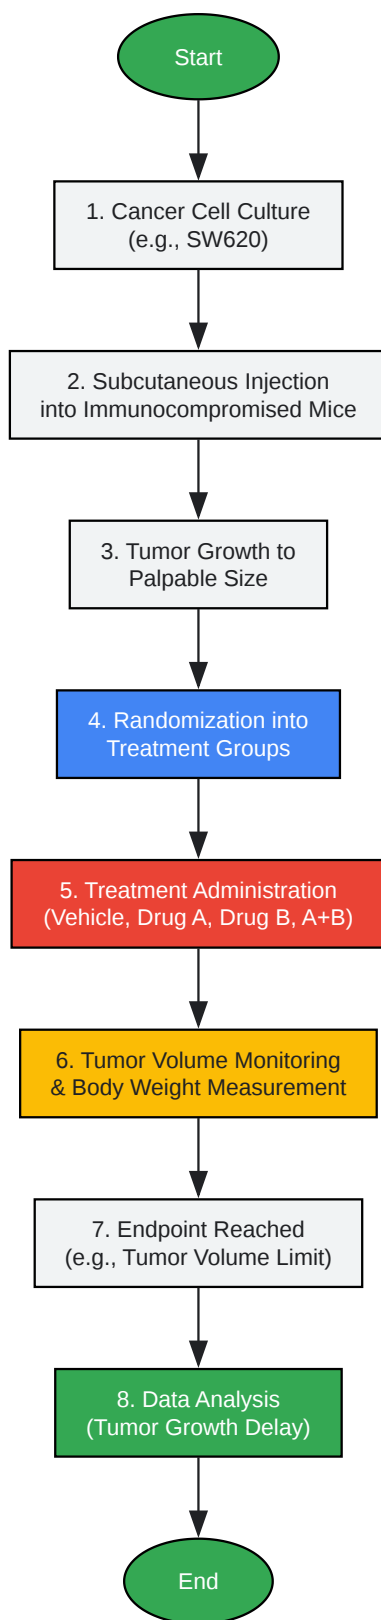 Start
1. Cancer Cell Culture
(e.g., SW620)
2. Subcutaneous Injection
into Immunocompromised Mice
3. Tumor Growth to
Palpable Size
4. Randomization into
Treatment Groups
5. Treatment Administration
(Vehicle, Drug A, Drug B, A+B)
6. Tumor Volume Monitoring
& Body Weight Measurement
7. Endpoint Reached
(e.g., Tumor Volume Limit)
8. Data Analysis
(Tumor Growth Delay)
End